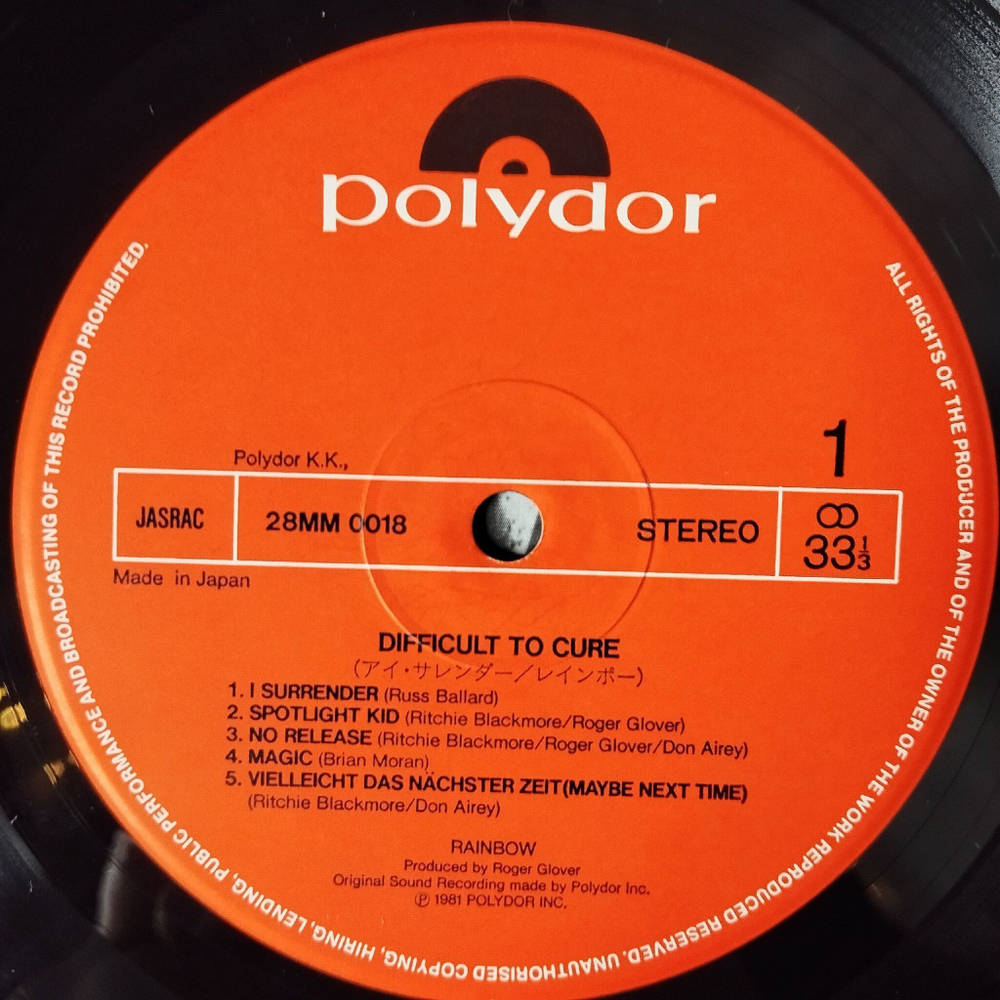 polydor
ALL RIGHTS OF THE PRODUCER AND OF THE OWNER OF THE WORK REPRODUCED RESERVED. UNAUTHORISED COPYING, HIRING, LENDING, PUBLIC PERFORMANCE AND BROADCASTING OF THIS RECORD PROHIBITED.
1
Polydor K.K.,
JASRAC 28MM 0018 STEREO ꝏ 33⅓
Made in Japan
DIFFICULT TO CURE
(アイ・サレンダー/レインボー)
1. I SURRENDER (Russ Ballard)
2. SPOTLIGHT KID (Ritchie Blackmore/Roger Glover)
3. NO RELEASE (Ritchie Blackmore/Roger Glover/Don Airey)
4. MAGIC (Brian Moran)
5. VIELLEICHT DAS NÄCHSTER ZEIT(MAYBE NEXT TIME)
(Ritchie Blackmore/Don Airey)
RAINBOW
Produced by Roger Glover
Original Sound Recording made by Polydor Inc.
℗ 1981 POLYDOR INC.